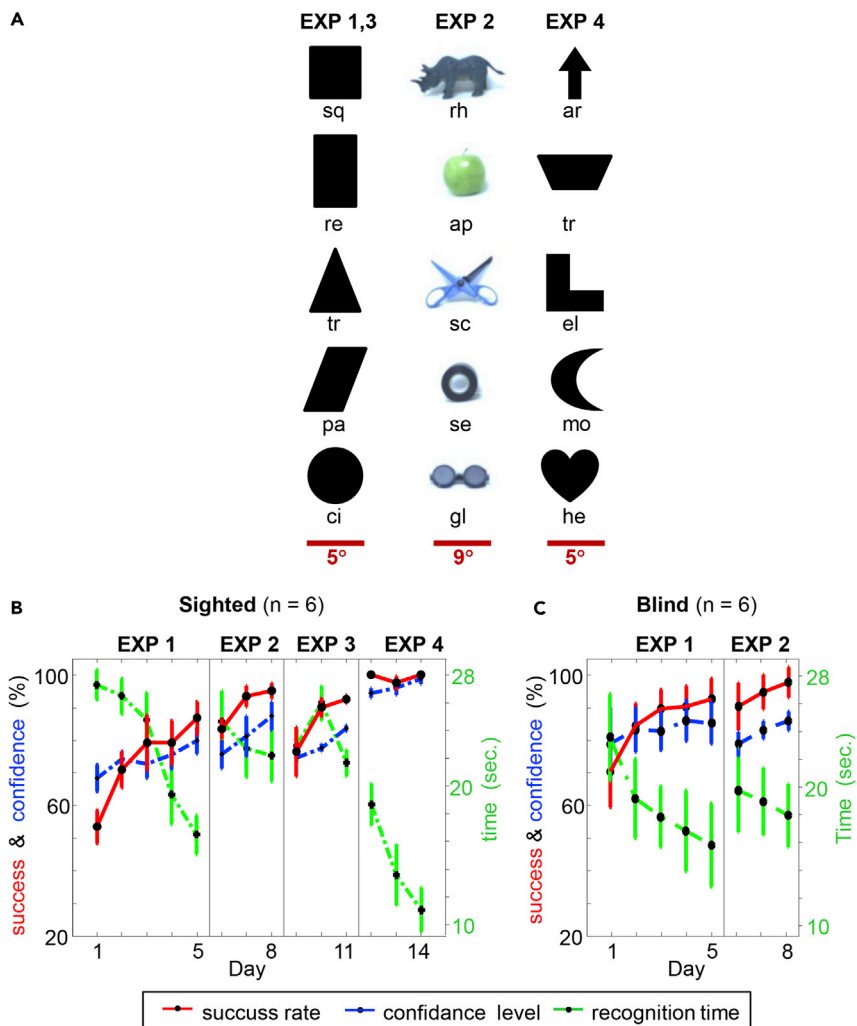 A
EXP 1,3 EXP 2 EXP 4
sq rh ar
re ap tr
tr sc el
pa se mo
ci gl he
5° 9° 5°
B Sighted (n = 6)
EXP 1 EXP 2 EXP 3 EXP 4
success & confidence (%)
100
60
20
28
20
10
time (sec.)
1 5 8 11 14
Day
C Blind (n = 6)
EXP 1 EXP 2
success & confidence (%)
100
60
20
28
20
10
Time (sec.)
1 5 8
Day
succuss rate confidance level recognition time